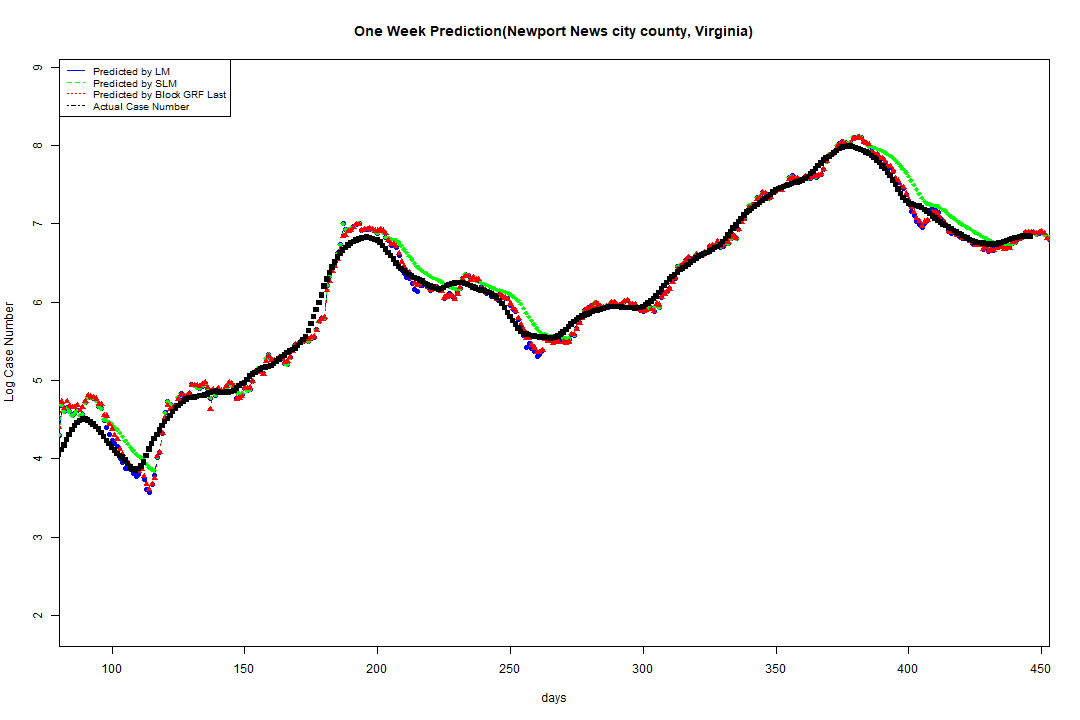 One Week Prediction(Newport News city county, Virginia)
Predicted by LM
Predicted by SLM
Predicted by Block GRF Last
Actual Case Number
9
8
7
6
5
4
3
2
Log Case Number
100 150 200 250 300 350 400 450
days